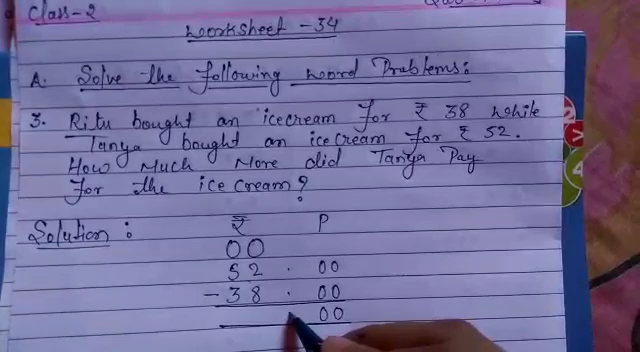 Class-2
Worksheet - 34
A. Solve the following word Problems:
3. Ritu bought an icecream for ₹ 38 while
Tanya bought an icecream for ₹ 52.
How Much More did Tanya Pay
for the ice cream?
Solution : ₹ P
00
52 . 00
- 38 . 00
00